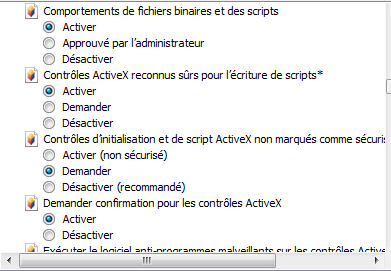 Comportements de fichiers binaires et des scripts
Activer
Approuvé par l'administrateur
Désactiver
Contrôles ActiveX reconnus sûrs pour l'écriture de scripts*
Activer
Demander
Désactiver
Contrôles d'initialisation et de script ActiveX non marqués comme sécuris
Activer (non sécurisé)
Demander
Désactiver (recommandé)
Demander confirmation pour les contrôles ActiveX
Activer
Désactiver
Exécuter le logiciel anti-programmes malveillants sur les contrôles Active